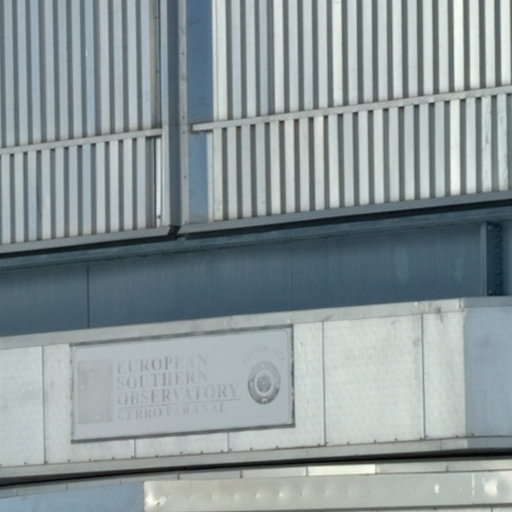 EUROPEAN
SOUTHERN
OBSERVATORY
CERRO PARANAL